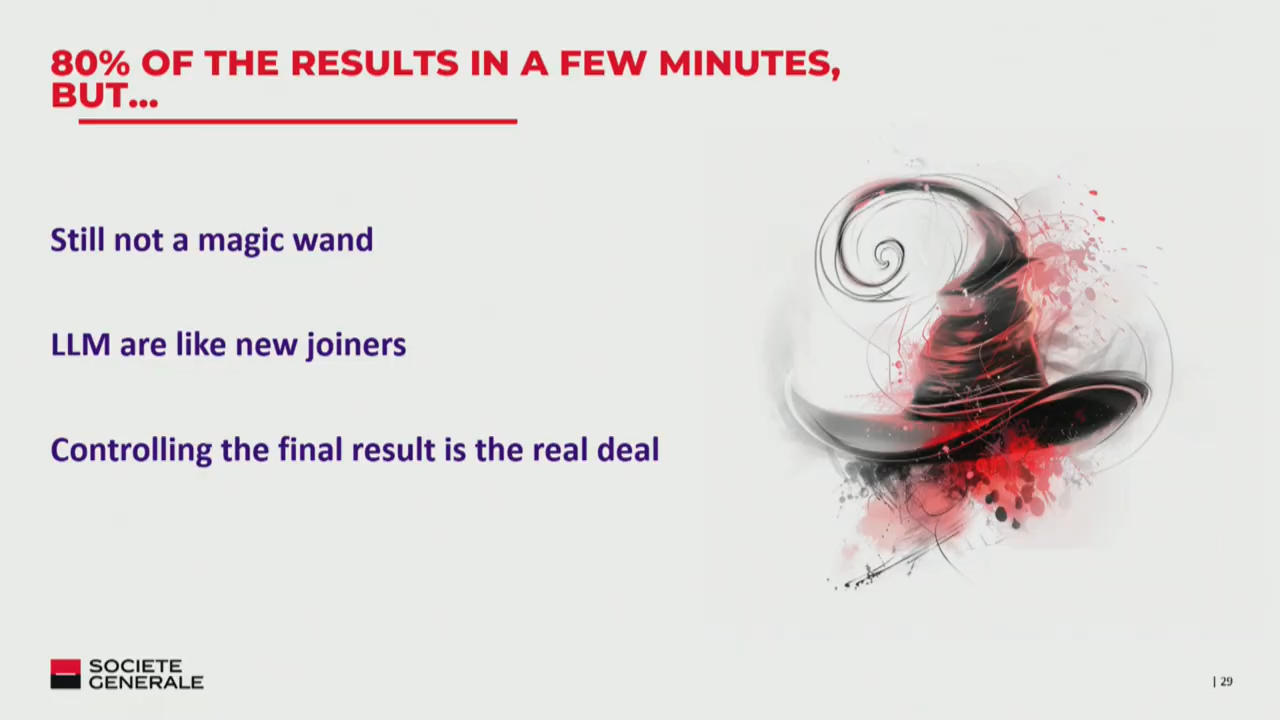 80% OF THE RESULTS IN A FEW MINUTES,
BUT...
Still not a magic wand
LLM are like new joiners
Controlling the final result is the real deal
SOCIETE
GENERALE
| 29